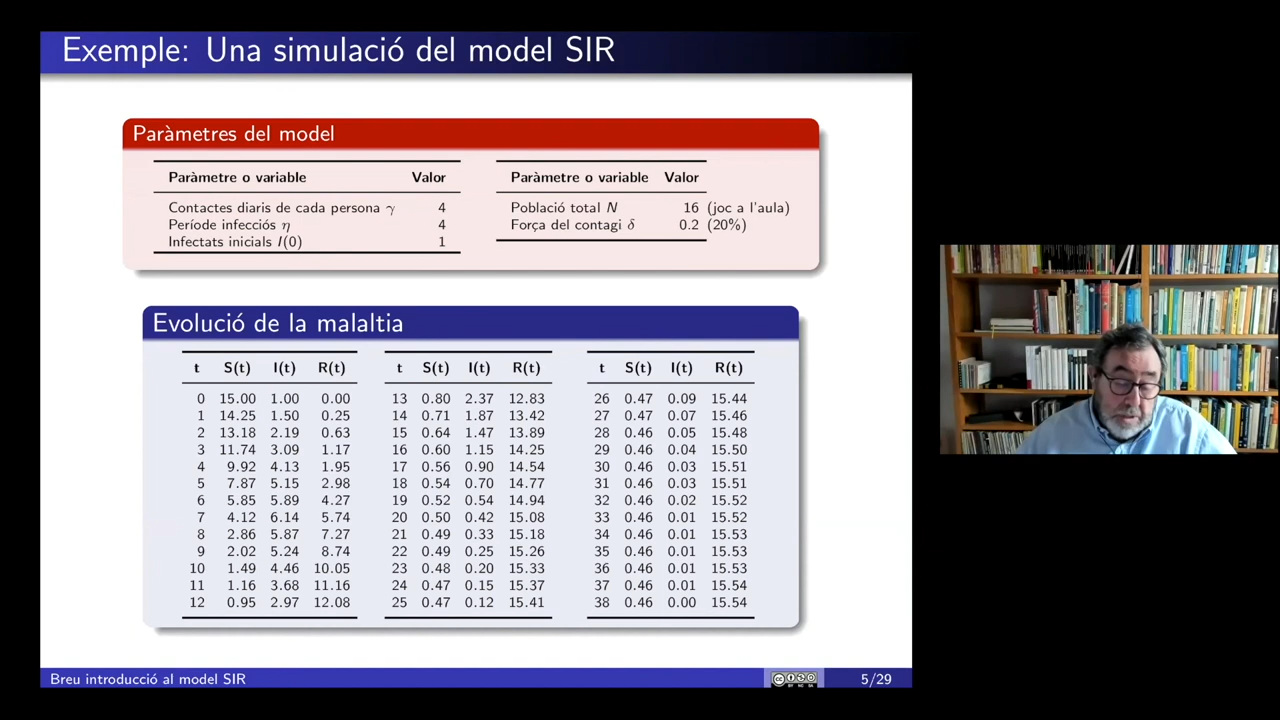 Exemple: Una simulació del model SIR
Paràmetres del model
Paràmetre o variable Valor
Contactes diaris de cada persona γ 4
Període infecciós η 4
Infectats inicials I(0) 1
Paràmetre o variable Valor
Població total N 16 (joc a l'aula)
Força del contagi δ 0.2 (20%)
Evolució de la malaltia
t S(t) I(t) R(t)
0 15.00 1.00 0.00
1 14.25 1.50 0.25
2 13.18 2.19 0.63
3 11.74 3.09 1.17
4 9.92 4.13 1.95
5 7.87 5.15 2.98
6 5.85 5.89 4.27
7 4.12 6.14 5.74
8 2.86 5.87 7.27
9 2.02 5.24 8.74
10 1.49 4.46 10.05
11 1.16 3.68 11.16
12 0.95 2.97 12.08
t S(t) I(t) R(t)
13 0.80 2.37 12.83
14 0.71 1.87 13.42
15 0.64 1.47 13.89
16 0.60 1.15 14.25
17 0.56 0.90 14.54
18 0.54 0.70 14.77
19 0.52 0.54 14.94
20 0.50 0.42 15.08
21 0.49 0.33 15.18
22 0.49 0.25 15.26
23 0.48 0.20 15.33
24 0.47 0.15 15.37
25 0.47 0.12 15.41
t S(t) I(t) R(t)
26 0.47 0.09 15.44
27 0.47 0.07 15.46
28 0.46 0.05 15.48
29 0.46 0.04 15.50
30 0.46 0.03 15.51
31 0.46 0.03 15.51
32 0.46 0.02 15.52
33 0.46 0.01 15.52
34 0.46 0.01 15.53
35 0.46 0.01 15.53
36 0.46 0.01 15.53
37 0.46 0.01 15.54
38 0.46 0.00 15.54
Breu introducció al model SIR
5/29